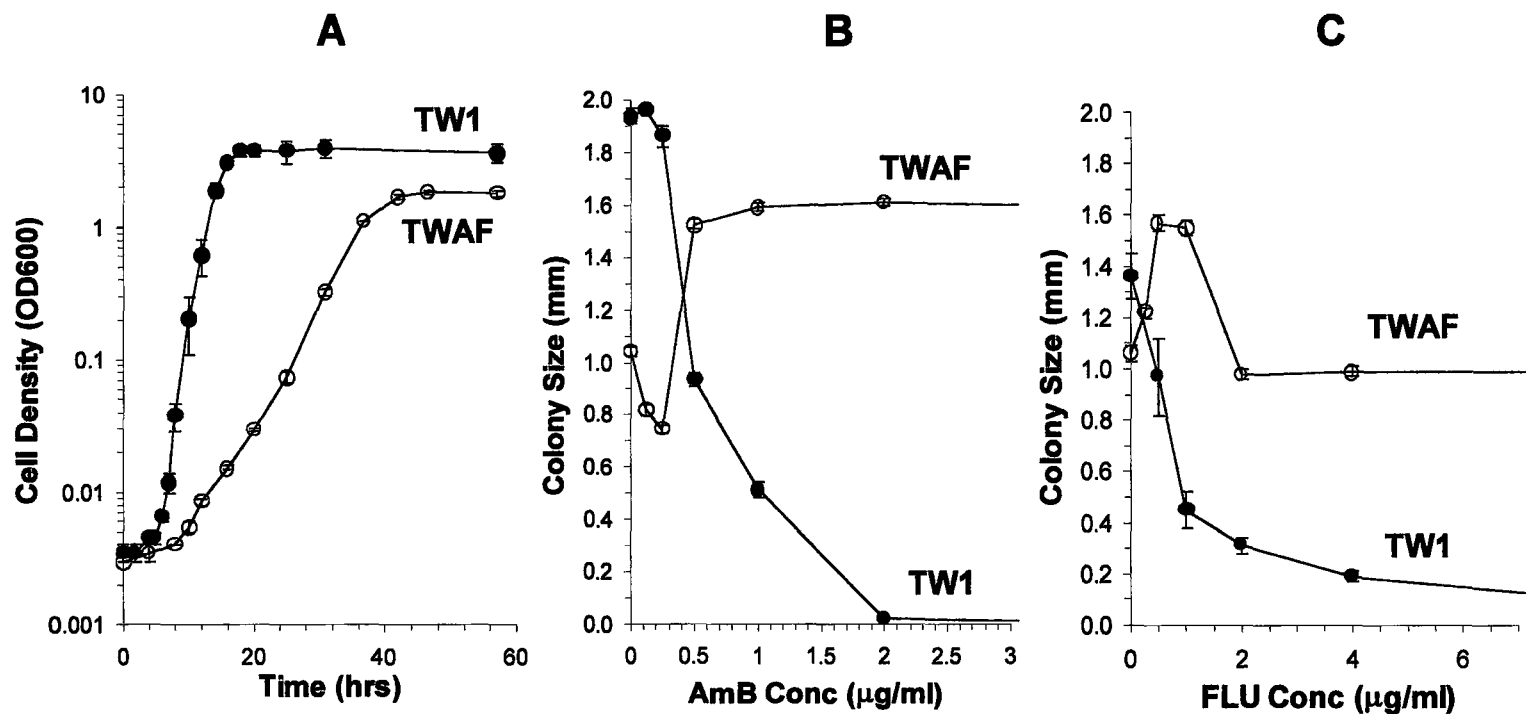 A
B
C
Cell Density (OD600)
10
1
0.1
0.01
0.001
0
20
40
60
Time (hrs)
TW1
TWAF
Colony Size (mm)
2.0
1.8
1.6
1.4
1.2
1.0
0.8
0.6
0.4
0.2
0.0
0
0.5
1
2
2.5
3
AmB Conc (μg/ml)
TWAF
TW1
Colony Size (mm)
2.0
1.8
1.6
1.4
1.2
1.0
0.8
0.6
0.4
0.2
0.0
0
2
4
6
FLU Conc (μg/ml)
TWAF
TW1